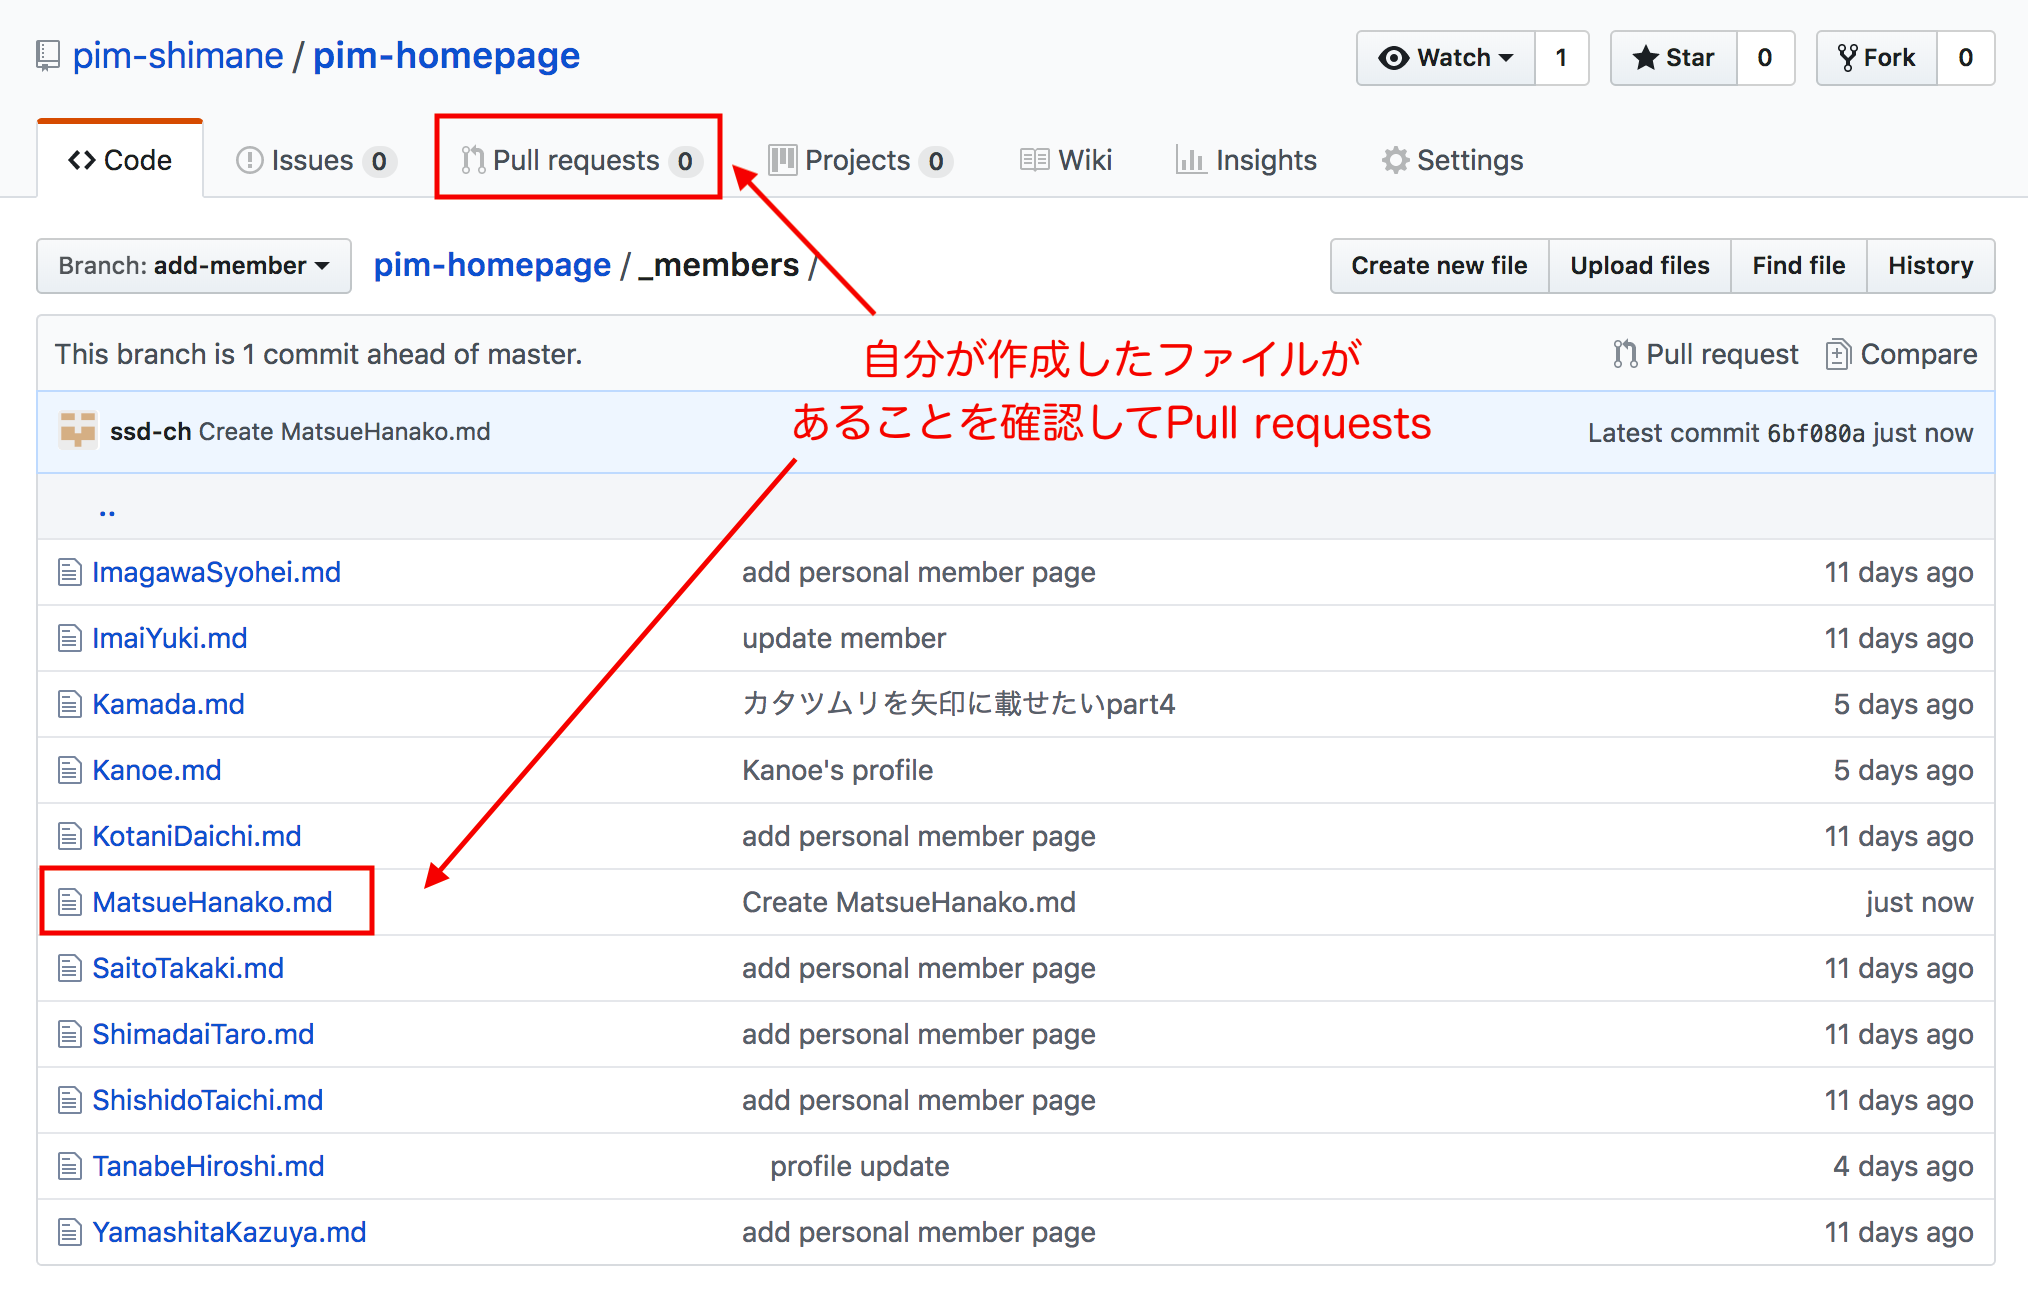 pim-shimane / pim-homepage
Watch 1 Star 0 Fork 0
Code Issues 0 Pull requests 0 Projects 0 Wiki Insights Settings
Branch: add-member pim-homepage / _members / Create new file Upload files Find file History
This branch is 1 commit ahead of master. Pull request Compare
自分が作成したファイルが
あることを確認してPull requests
ssd-ch Create MatsueHanako.md Latest commit 6bf080a just now
..
ImagawaSyohei.md add personal member page 11 days ago
ImaiYuki.md update member 11 days ago
Kamada.md カタツムリを矢印に載せたいpart4 5 days ago
Kanoe.md Kanoe's profile 5 days ago
KotaniDaichi.md add personal member page 11 days ago
MatsueHanako.md Create MatsueHanako.md just now
SaitoTakaki.md add personal member page 11 days ago
ShimadaiTaro.md add personal member page 11 days ago
ShishidoTaichi.md add personal member page 11 days ago
TanabeHiroshi.md profile update 4 days ago
YamashitaKazuya.md add personal member page 11 days ago